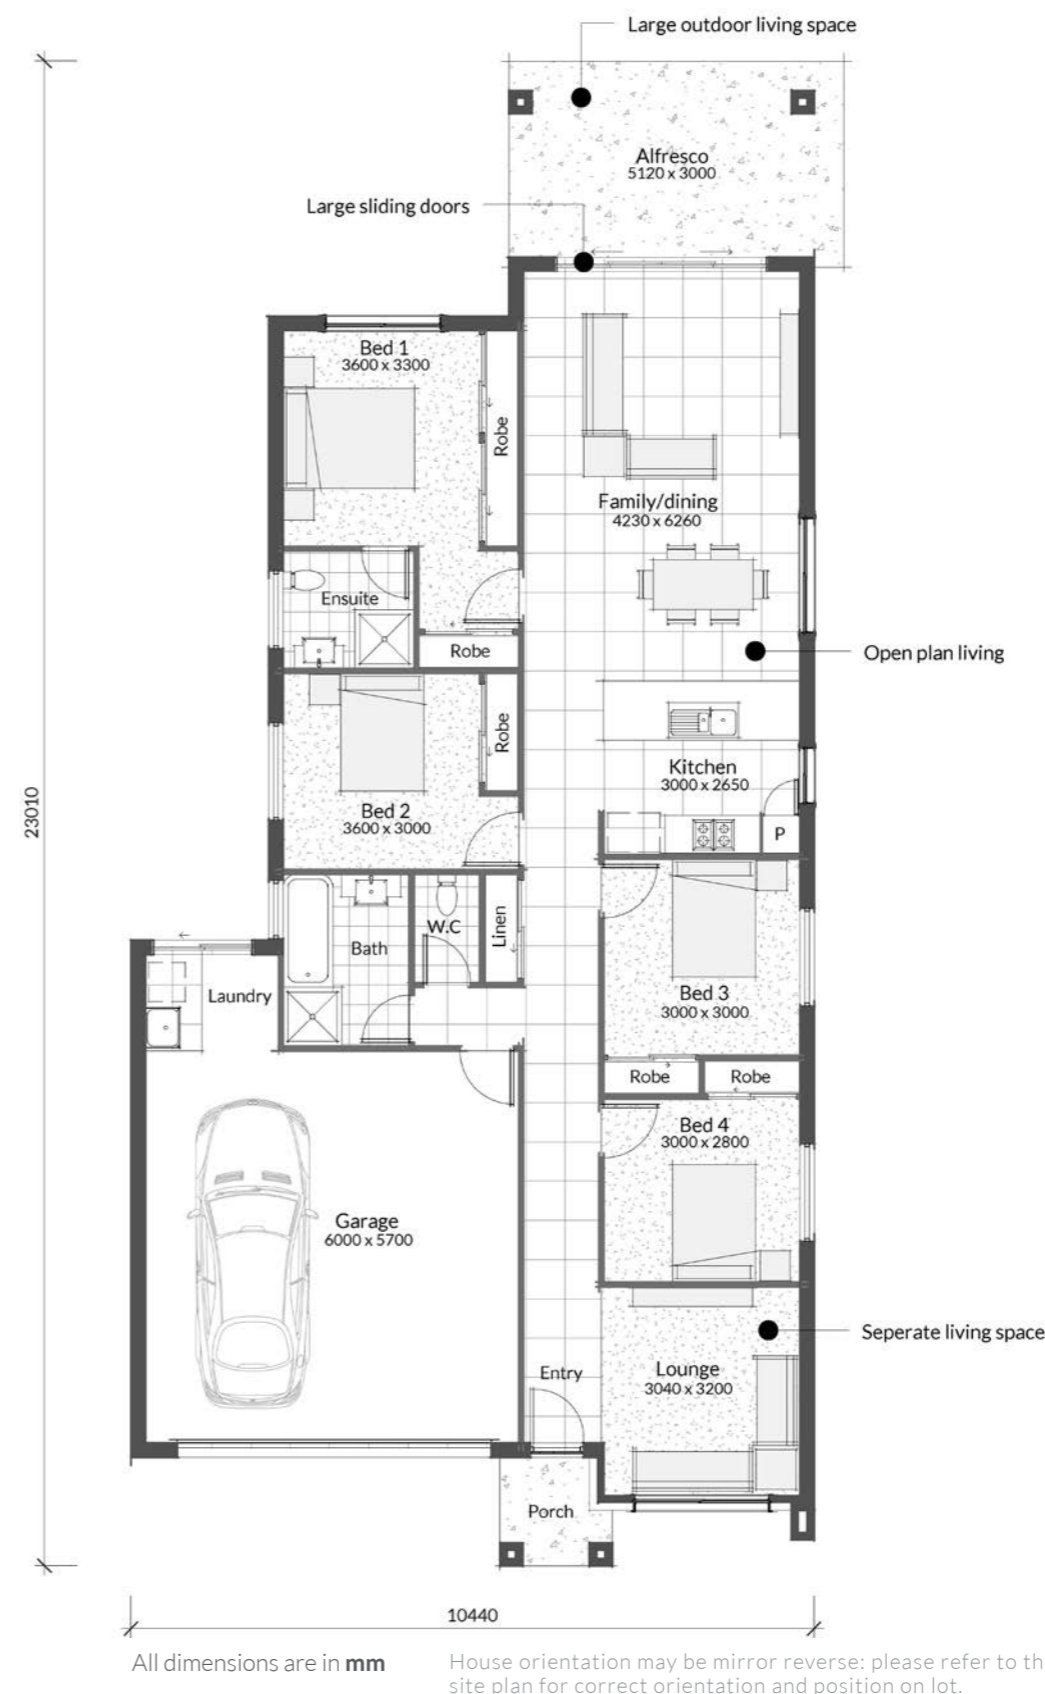 Large outdoor living space
Alfresco
5120 x 3000
Large sliding doors
Bed 1
3600 x 3300
Robe
Family/dining
4230 x 6260
Ensuite
Robe
Open plan living
Robe
Kitchen
3000 x 2650
Bed 2
3600 x 3000
P
23010
W.C
Linen
Bath
Laundry
Bed 3
3000 x 3000
Robe
Robe
Bed 4
3000 x 2800
Garage
6000 x 5700
Seperate living space
Entry
Lounge
3040 x 3200
Porch
10440
All dimensions are in mm
House orientation may be mirror reverse: please refer to th
site plan for correct orientation and position on lot.